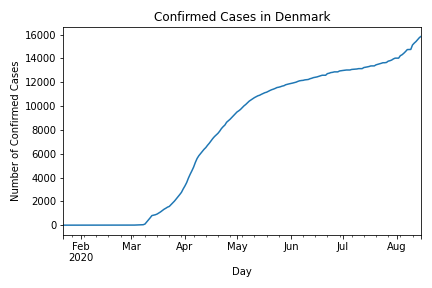 Confirmed Cases in Denmark
Number of Confirmed Cases
16000
14000
12000
10000
8000
6000
4000
2000
0
Feb Mar Apr May Jun Jul Aug
2020
Day